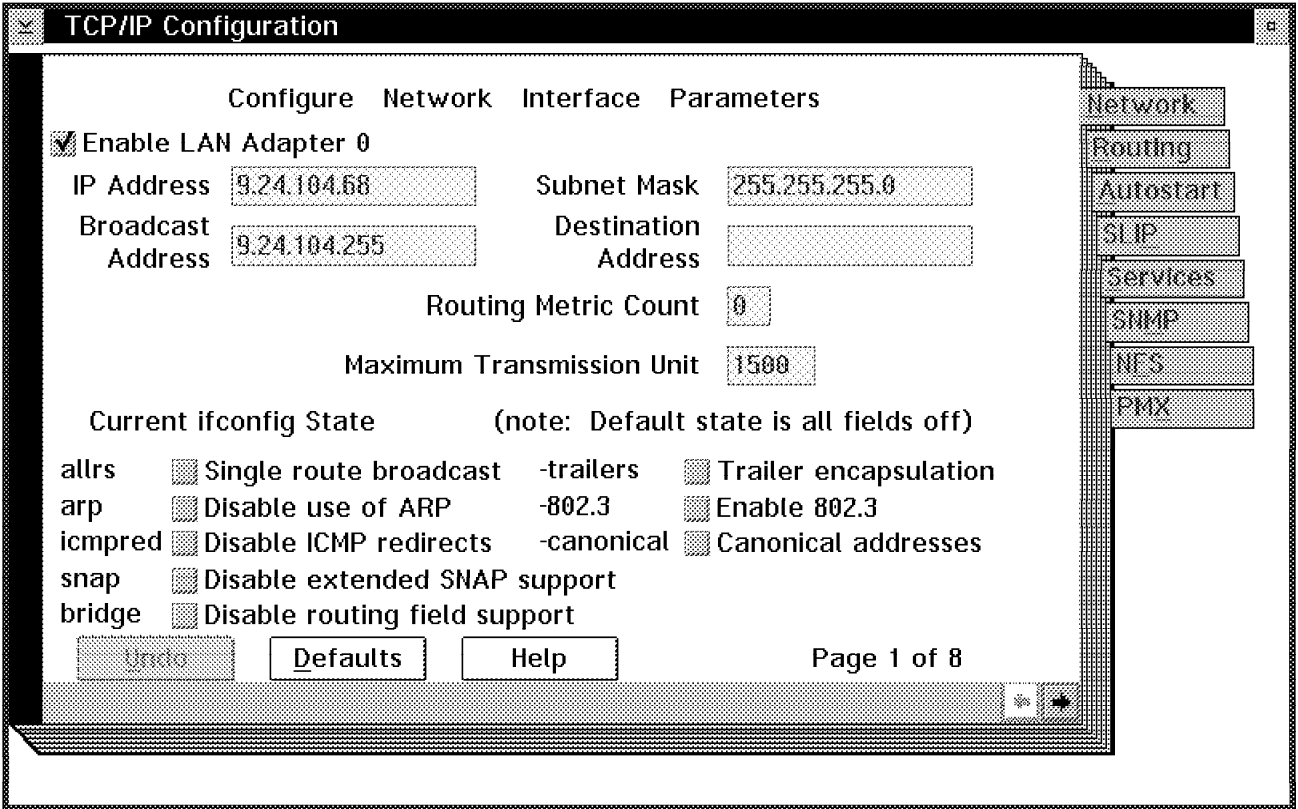 TCP/IP Configuration
Configure Network Interface Parameters
Enable LAN Adapter 0
IP Address 9.24.104.68 Subnet Mask 255.255.255.0
Broadcast Address 9.24.104.255 Destination Address
Routing Metric Count 0
Maximum Transmission Unit 1500
Current ifconfig State (note: Default state is all fields off)
allrs Single route broadcast -trailers Trailer encapsulation
arp Disable use of ARP -802.3 Enable 802.3
icmpred Disable ICMP redirects -canonical Canonical addresses
snap Disable extended SNAP support
bridge Disable routing field support
Undo Defaults Help Page 1 of 8
Network
Routing
Autostart
SLIP
Services
SNMP
NFS
PMX